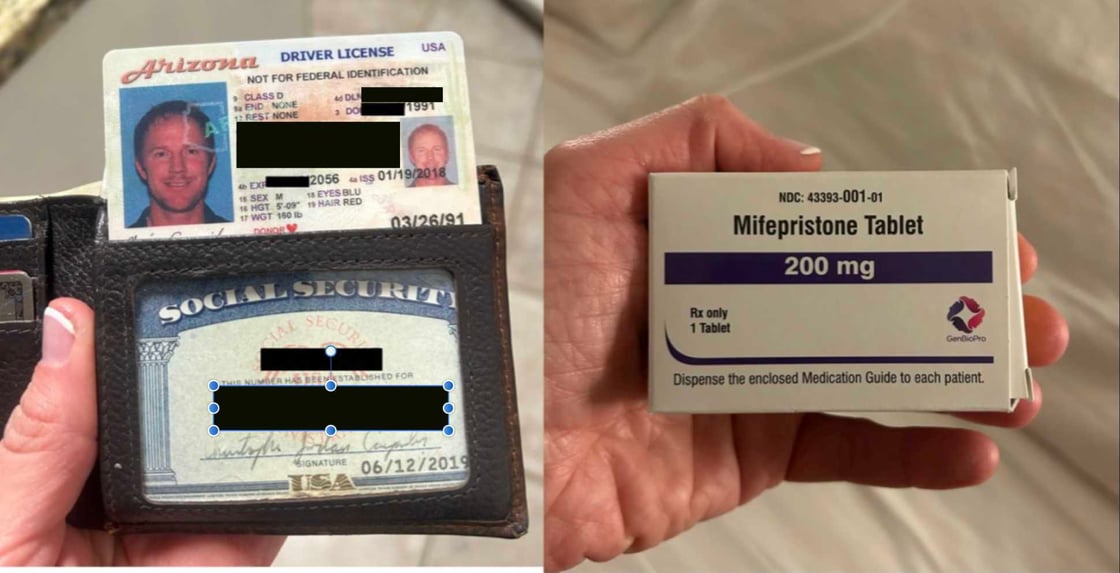 Arizona
DRIVER LICENSE
USA
NOT FOR FEDERAL IDENTIFICATION
9 CLASS D
4d DLN
9a END NONE
3 DO
1991
12 REST NONE
4b EXP
2056
4a ISS 01/19/2018
15 SEX M
18 EYES BLU
16 HGT 5'-09"
19 HAIR RED
17 WGT 160 lb
DONOR
03/26/91
SOCIAL SECURITY
THIS NUMBER HAS BEEN ESTABLISHED FOR
SIGNATURE
06/12/2019
USA
NDC: 43393-001-01
Mifepristone Tablet
200 mg
Rx only
1 Tablet
GenBioPro
Dispense the enclosed Medication Guide to each patient.